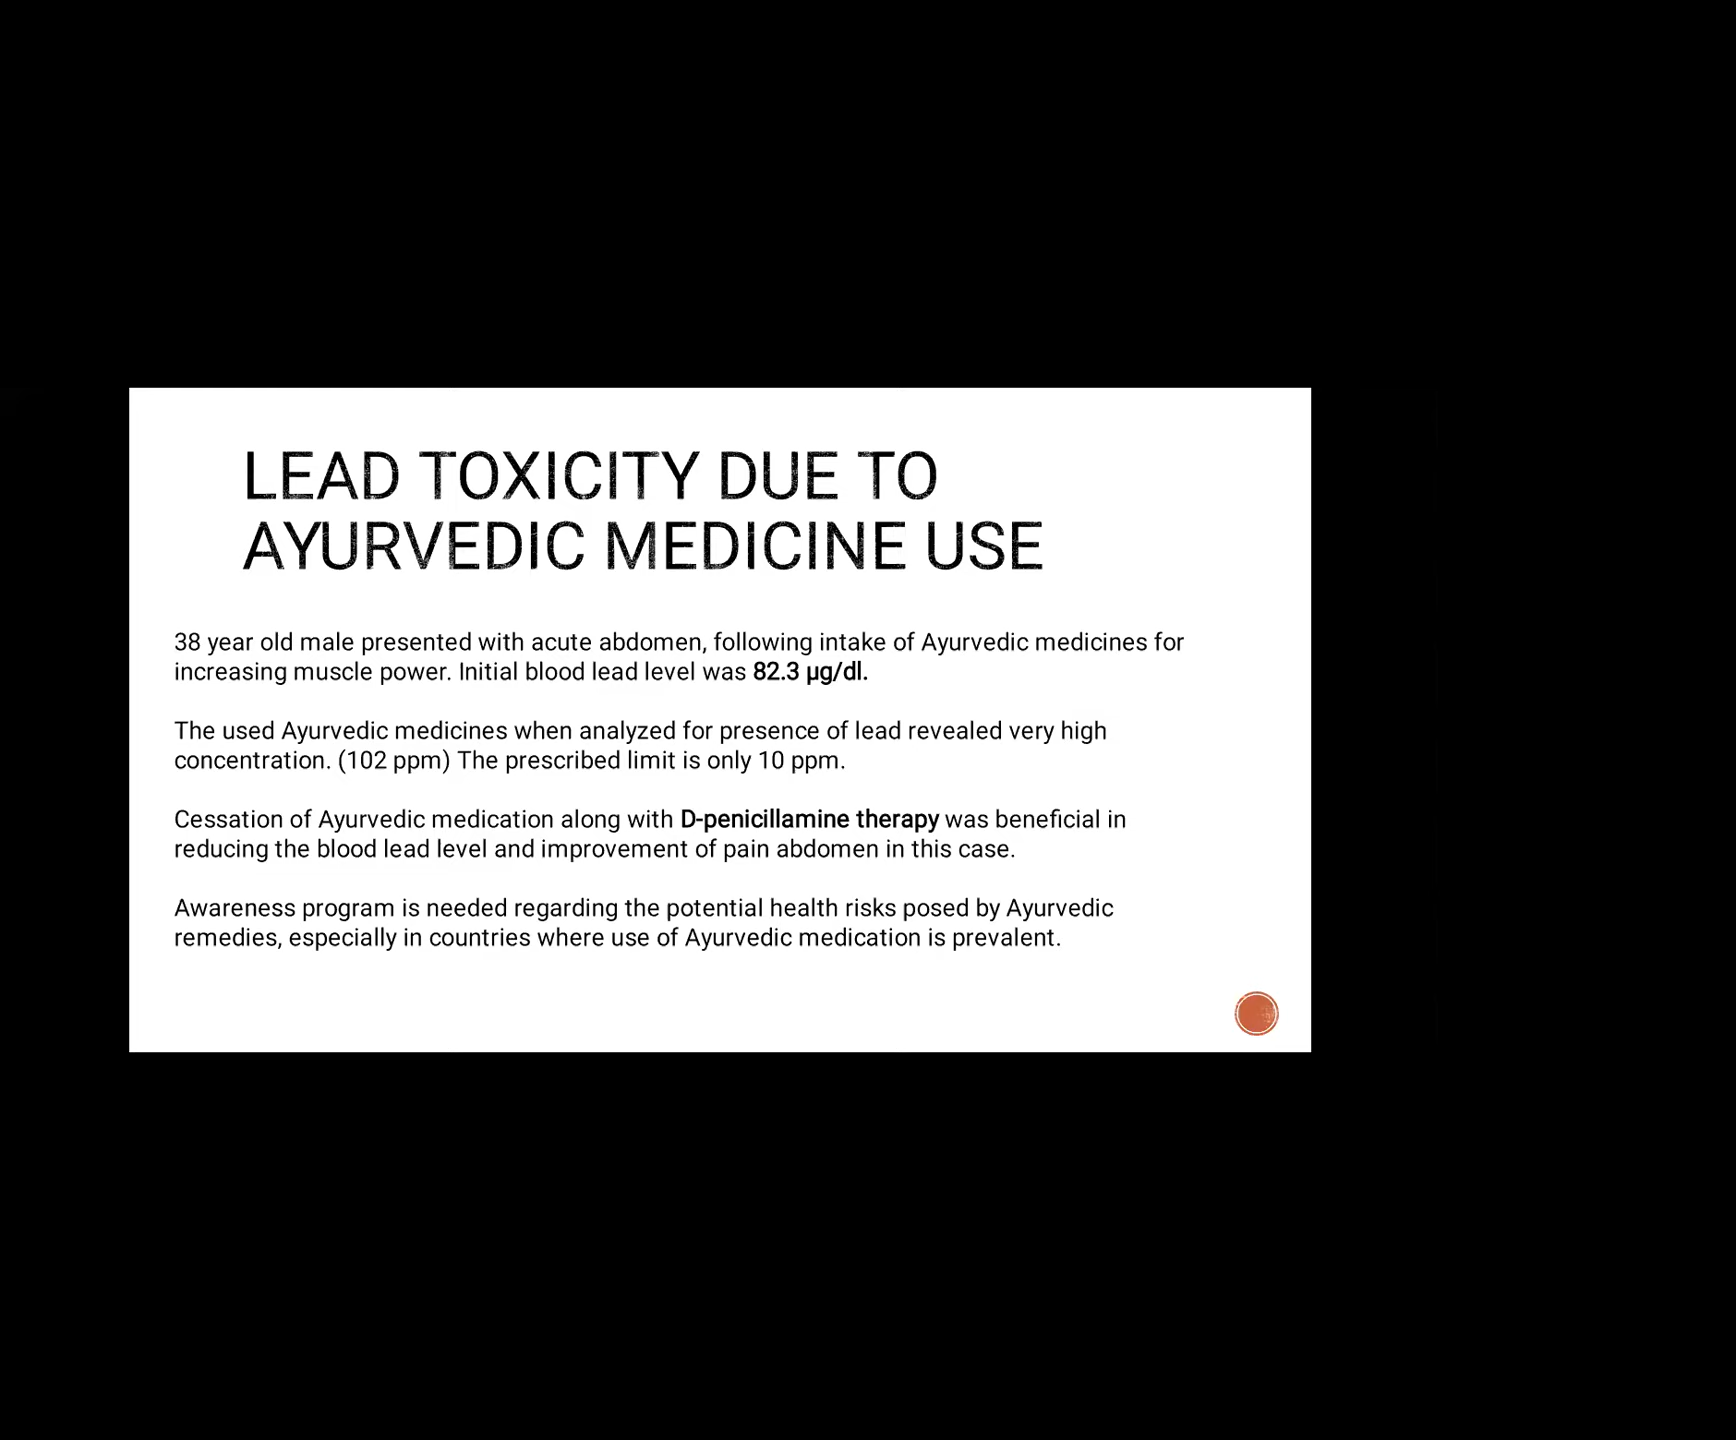 LEAD TOXICITY DUE TO
AYURVEDIC MEDICINE USE
38 year old male presented with acute abdomen, following intake of Ayurvedic medicines for
increasing muscle power. Initial blood lead level was 82.3 µg/dl.
The used Ayurvedic medicines when analyzed for presence of lead revealed very high
concentration. (102 ppm) The prescribed limit is only 10 ppm.
Cessation of Ayurvedic medication along with D-penicillamine therapy was beneficial in
reducing the blood lead level and improvement of pain abdomen in this case.
Awareness program is needed regarding the potential health risks posed by Ayurvedic
remedies, especially in countries where use of Ayurvedic medication is prevalent.